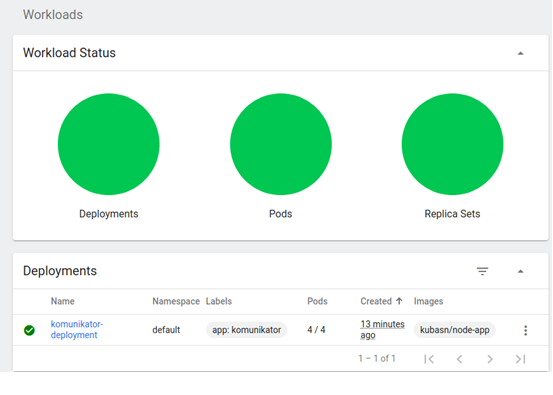 Workloads
Workload Status
Deployments Pods Replica Sets
Deployments
Name Namespace Labels Pods Created Images
komunikator-deployment default app: komunikator 4 / 4 13 minutes ago kubasn/node-app
1 – 1 of 1